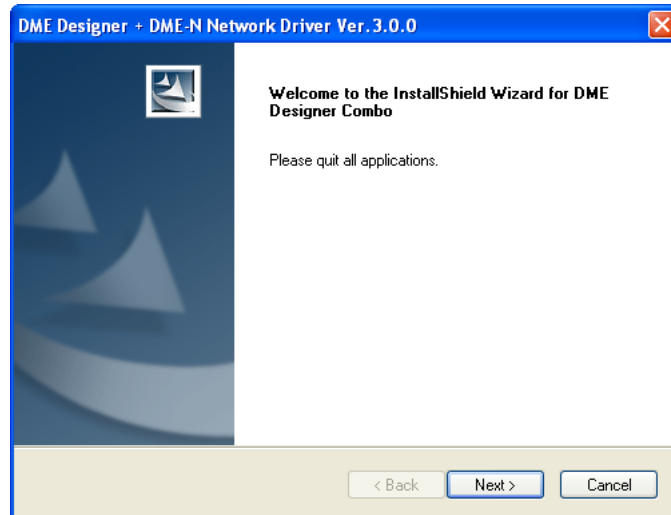 DME Designer + DME-N Network Driver Ver.3.0.0
Welcome to the InstallShield Wizard for DME
Designer Combo
Please quit all applications.
< Back
Next >
Cancel